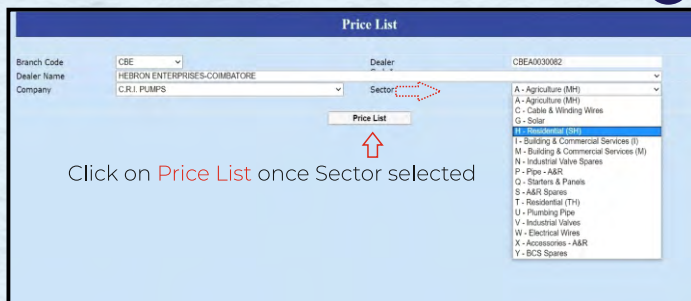 Price List
Branch Code CBE Dealer CBEA0030082
Dealer Name HEBRON ENTERPRISES-COIMBATORE
Company C.R.I. PUMPS Sector A - Agriculture (MH)
A - Agriculture (MH)
C - Cable & Winding Wires
G - Solar
H - Residential (SH)
I - Building & Commercial Services (I)
M - Building & Commercial Services (M)
N - Industrial Valve Spares
P - Pipe - A&R
Q - Starters & Panels
S - A&R Spares
T - Residential (TH)
U - Plumbing Pipe
V - Industrial Valves
W - Electrical Wires
X - Accessories - A&R
Y - BCS Spares
Price List
Click on Price List once Sector selected